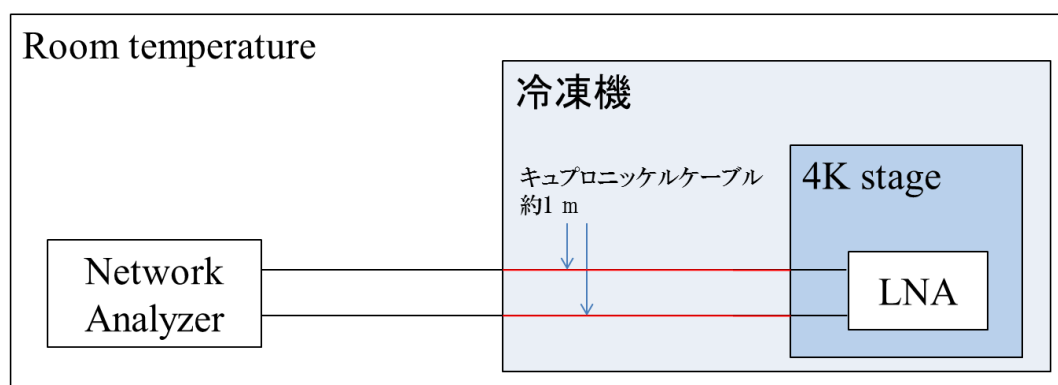 Room temperature
冷凍機
キュプロニッケルケーブル
約1 m
4K stage
Network
Analyzer
LNA